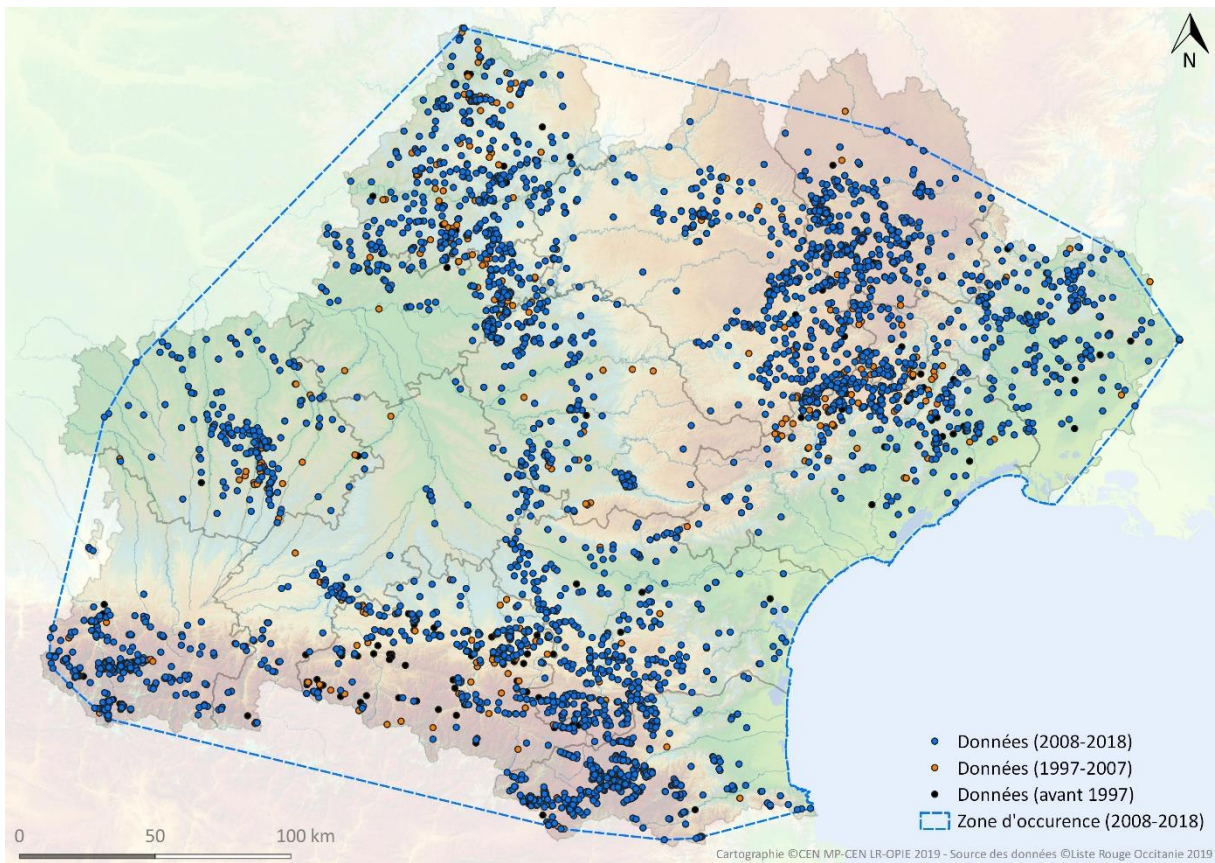 N
Données (2008-2018)
Données (1997-2007)
Données (avant 1997)
Zone d'occurence (2008-2018)
0 50 100 km
Cartographie ©CEN MP-CEN LR-OPIE 2019 - Source des données ©Liste Rouge Occitanie 2019